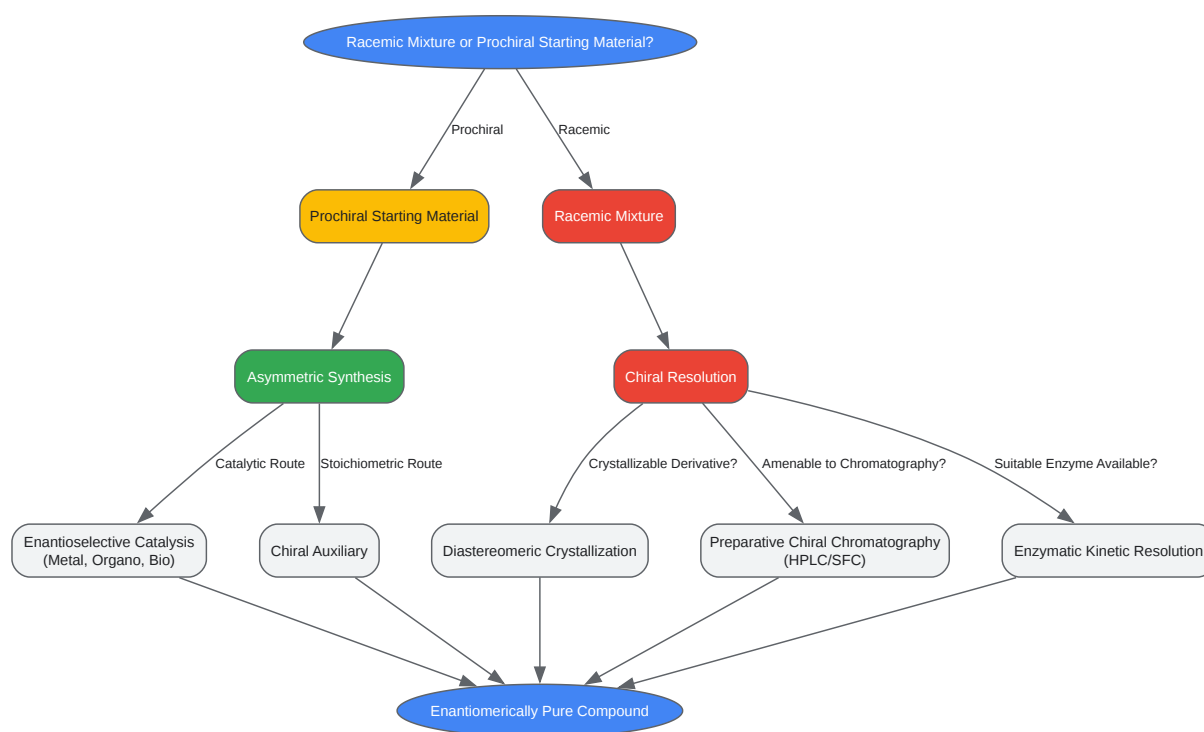 Racemic Mixture or Prochiral Starting Material?
Prochiral
Racemic
Prochiral Starting Material
Racemic Mixture
Asymmetric Synthesis
Chiral Resolution
Catalytic Route
Stoichiometric Route
Crystallizable Derivative?
Amenable to Chromatography?
Suitable Enzyme Available?
Enantioselective Catalysis
(Metal, Organo, Bio)
Chiral Auxiliary
Diastereomeric Crystallization
Preparative Chiral Chromatography
(HPLC/SFC)
Enzymatic Kinetic Resolution
Enantiomerically Pure Compound